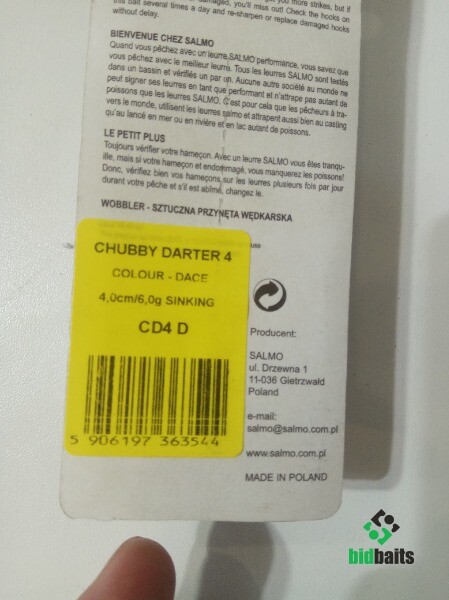 damaged, you'll miss out! Check the hooks on
this bait several times a day and re-sharpen or replace damaged hooks
without delay.
BIENVENUE CHEZ SALMO
Quand vous pêchez avec un leurre SALMO performance, vous savez que
vous pêchez avec le meilleur leurre. Tous les leurres SALMO sont testés
dans un bassin et vérifiés un par un. Aucune autre société au monde ne
peut signer ses leurres en tant que performant et n'attrape pas autant de
poissons que les leurres SALMO. C'est pour cela que les pêcheurs à tra-
vers le monde, utilisent les leurres salmo et attrapent aussi bien au casting
qu'au lancé en mer ou en rivière et en lac autant de poissons.
LE PETIT PLUS
Toujours vérifier votre hameçon. Avec un leurre SALMO vous êtes tranqu-
ille, mais si votre hameçon et endommagé, vous manquerez les poissons!
Donc, vérifiez bien vos hameçons sur les leurres plusieurs fois par jour
durant votre pêche et s'il est abîmé, changez le.
WOBBLER - SZTUCZNA PRZYNĘTA WĘDKARSKA
CHUBBY DARTER 4
COLOUR - DACE
4,0cm/6,0g SINKING
CD4 D
5 906197 363544
Producent:
SALMO
ul. Drzewna 1
11-036 Gietrzwałd
Poland
e-mail:
salmo@salmo.com.pl
www.salmo.com.pl
MADE IN POLAND
bidbaits